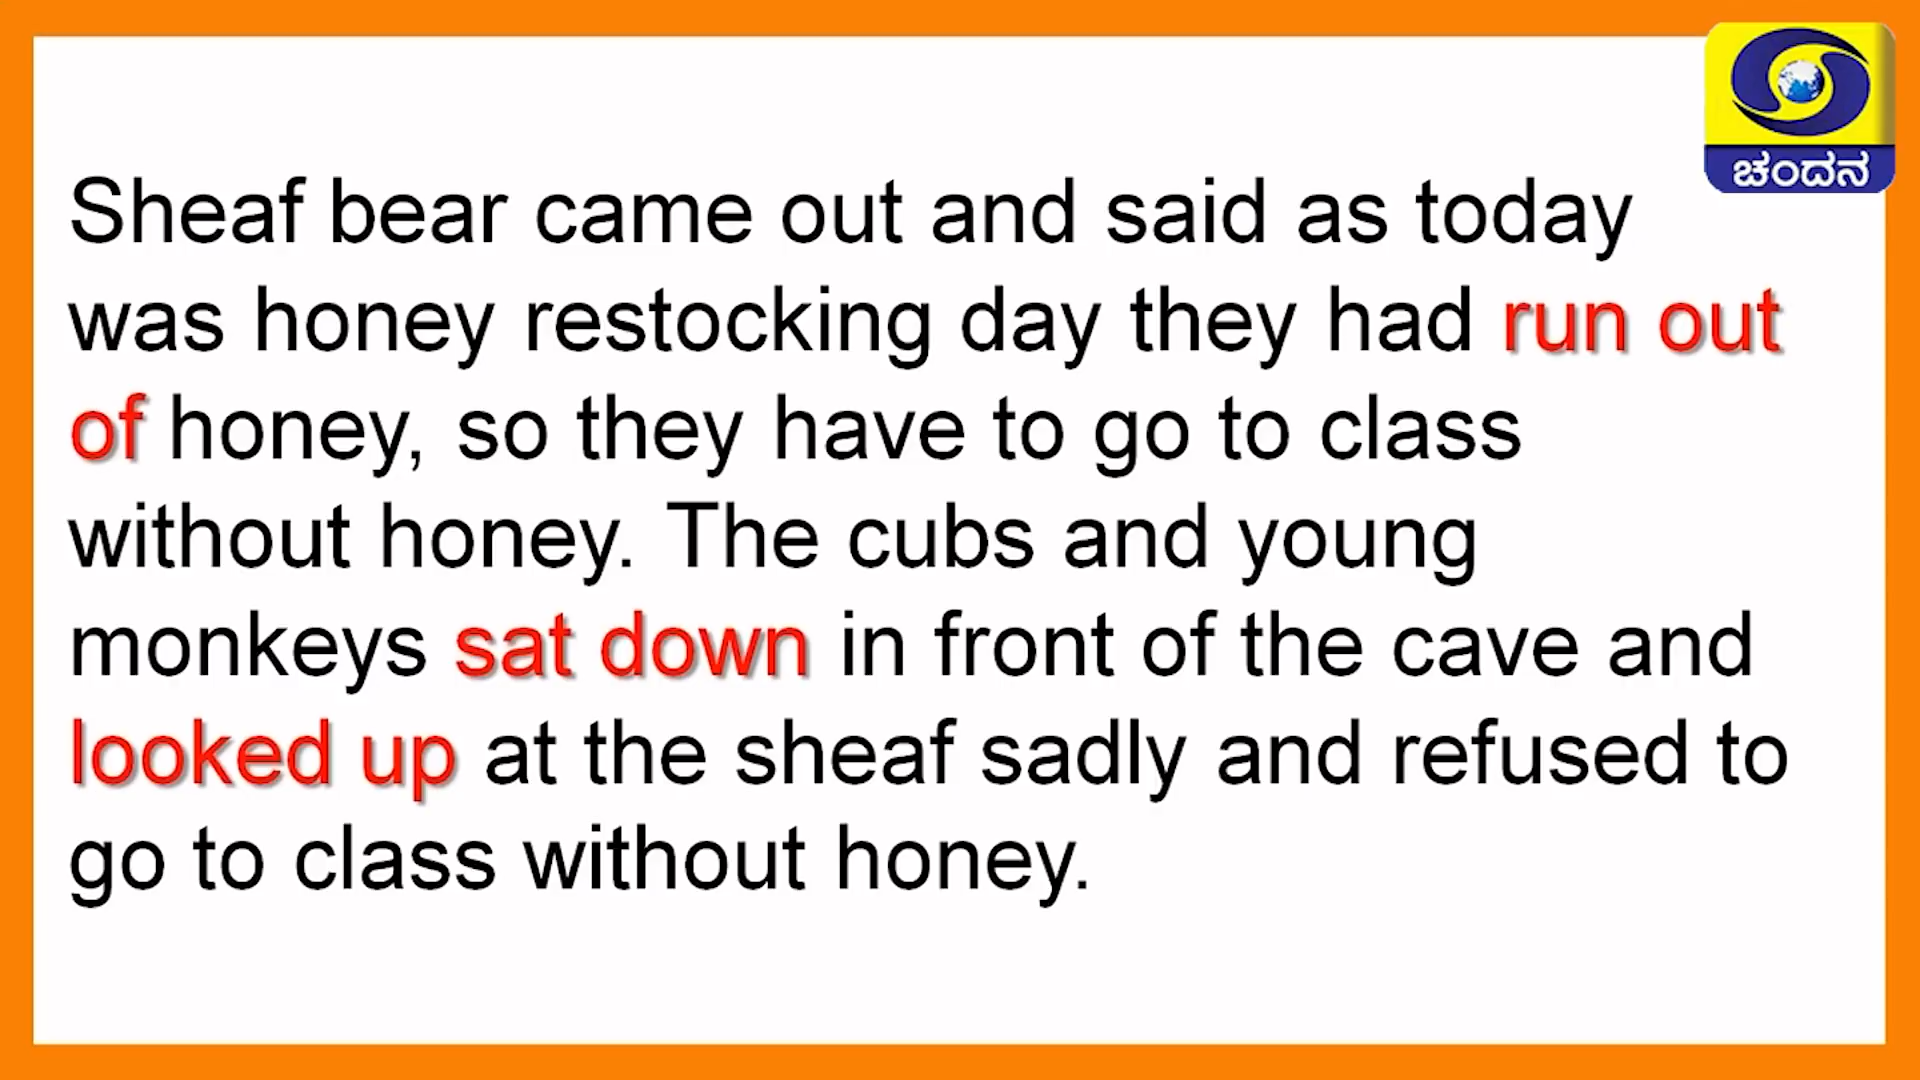 ಚಂದನ
Sheaf bear came out and said as today
was honey restocking day they had run out
of honey, so they have to go to class
without honey. The cubs and young
monkeys sat down in front of the cave and
looked up at the sheaf sadly and refused to
go to class without honey.